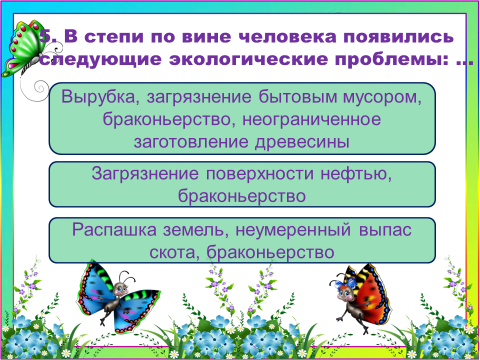 5. В степи по вине человека появились
следующие экологические проблемы: ...
Вырубка, загрязнение бытовым мусором,
браконьерство, неограниченное
заготовление древесины
Загрязнение поверхности нефтью,
браконьерство
Распашка земель, неумеренный выпас
скота, браконьерство